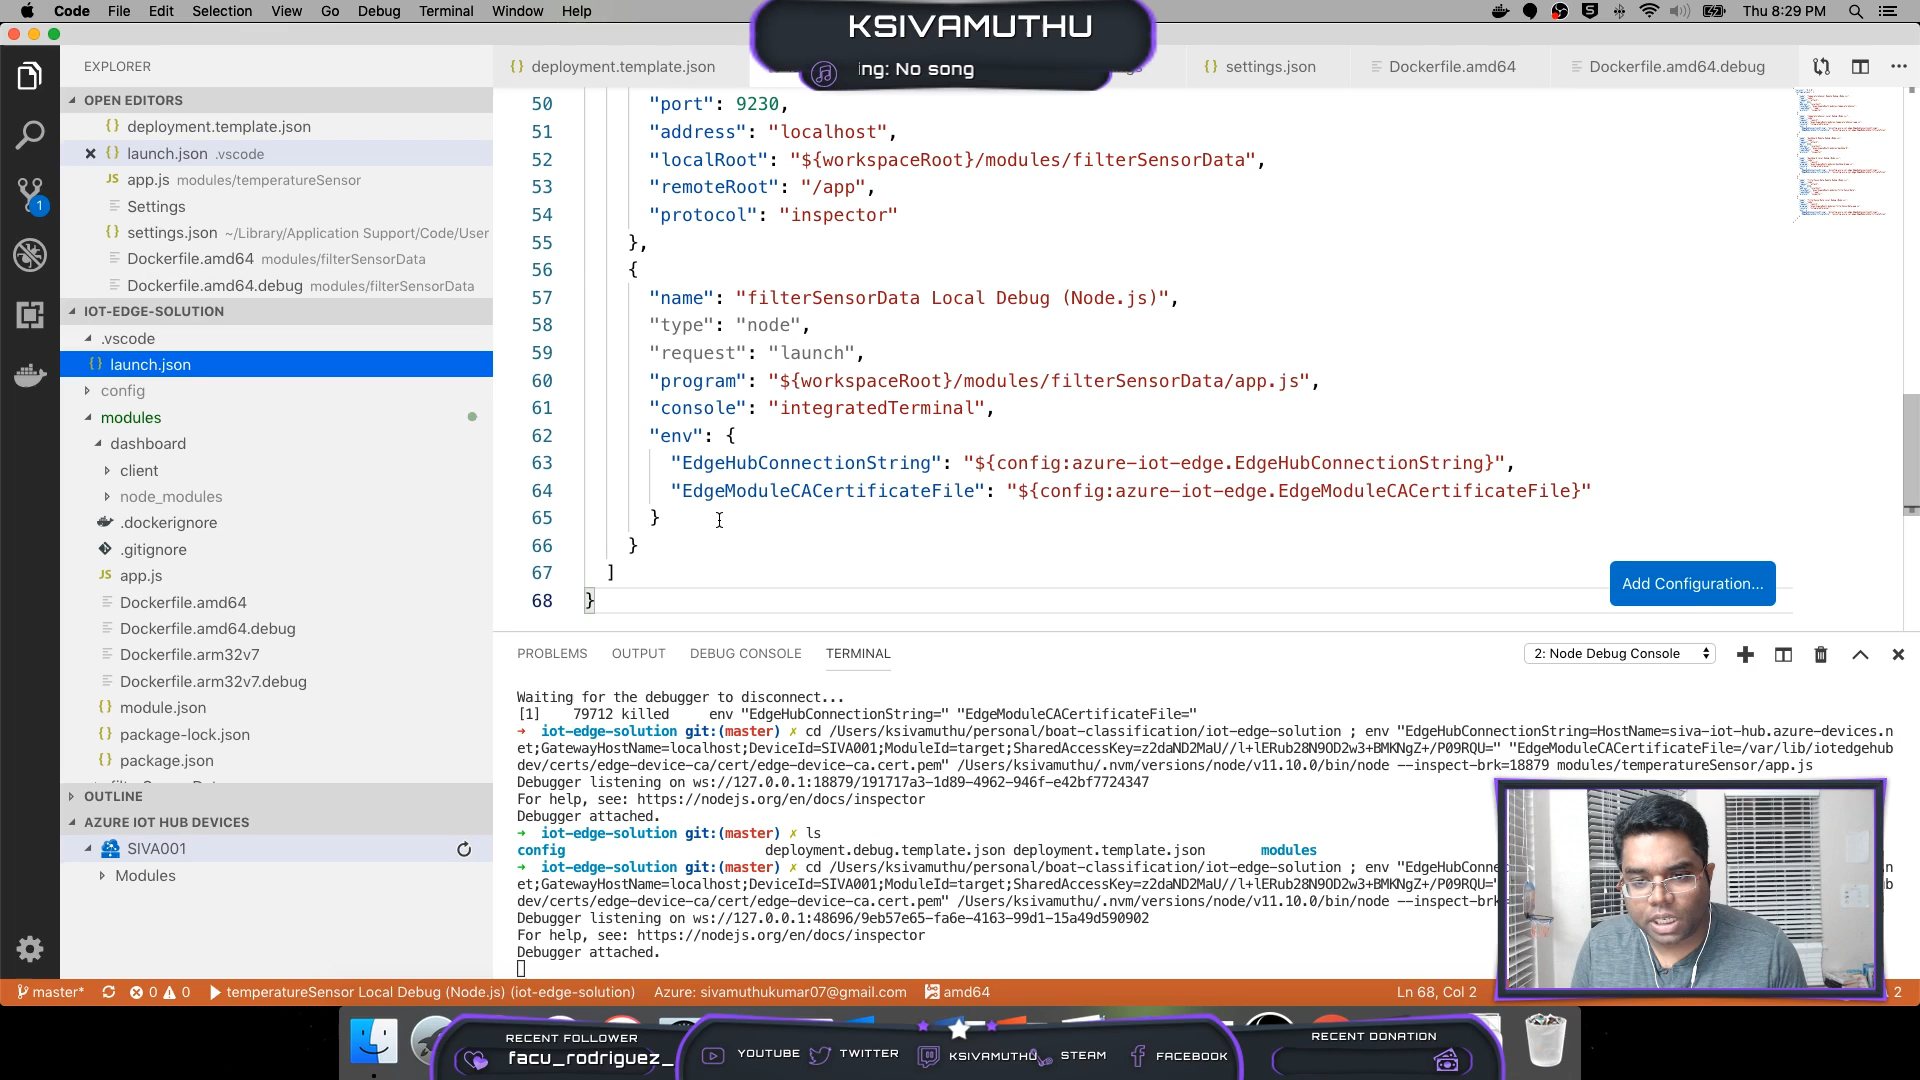 Code File Edit Selection View Go Debug Terminal Window Help
Thu 8:29 PM
KSIVAMUTHU
ing: No song
EXPLORER
OPEN EDITORS
deployment.template.json
launch.json .vscode
app.js modules/temperatureSensor
Settings
settings.json ~/Library/Application Support/Code/User
Dockerfile.amd64 modules/filterSensorData
Dockerfile.amd64.debug modules/filterSensorData
IOT-EDGE-SOLUTION
.vscode
launch.json
config
modules
dashboard
client
node_modules
.dockerignore
.gitignore
app.js
Dockerfile.amd64
Dockerfile.amd64.debug
Dockerfile.arm32v7
Dockerfile.arm32v7.debug
module.json
package-lock.json
package.json
OUTLINE
AZURE IOT HUB DEVICES
SIVA001
Modules
1
deployment.template.json
settings.json
Dockerfile.amd64
Dockerfile.amd64.debug
50 "port": 9230,
51 "address": "localhost",
52 "localRoot": "${workspaceRoot}/modules/filterSensorData",
53 "remoteRoot": "/app",
54 "protocol": "inspector"
55 },
56 {
57 "name": "filterSensorData Local Debug (Node.js)",
58 "type": "node",
59 "request": "launch",
60 "program": "${workspaceRoot}/modules/filterSensorData/app.js",
61 "console": "integratedTerminal",
62 "env": {
63 "EdgeHubConnectionString": "${config:azure-iot-edge.EdgeHubConnectionString}",
64 "EdgeModuleCACertificateFile": "${config:azure-iot-edge.EdgeModuleCACertificateFile}"
65 }
66 }
67 ]
68 }
Add Configuration...
PROBLEMS OUTPUT DEBUG CONSOLE TERMINAL
2: Node Debug Console
Waiting for the debugger to disconnect...
[1] 79712 killed env "EdgeHubConnectionString=" "EdgeModuleCACertificateFile="
→ iot-edge-solution git:(master) ✗ cd /Users/ksivamuthu/personal/boat-classification/iot-edge-solution ; env "EdgeHubConnectionString=HostName=siva-iot-hub.azure-devices.n
et;GatewayHostName=localhost;DeviceId=SIVA001;ModuleId=target;SharedAccessKey=z2daND2MaU//l+lERub28N9OD2w3+BMKNgZ+/P09RQU=" "EdgeModuleCACertificateFile=/var/lib/iotedgehub
dev/certs/edge-device-ca/cert/edge-device-ca.cert.pem" /Users/ksivamuthu/.nvm/versions/node/v11.10.0/bin/node --inspect-brk=18879 modules/temperatureSensor/app.js
Debugger listening on ws://127.0.0.1:18879/191717a3-1d89-4962-946f-e42bf7724347
For help, see: https://nodejs.org/en/docs/inspector
Debugger attached.
→ iot-edge-solution git:(master) ✗ ls
config deployment.debug.template.json deployment.template.json modules
→ iot-edge-solution git:(master) ✗ cd /Users/ksivamuthu/personal/boat-classification/iot-edge-solution ; env "EdgeHubConnec
et;GatewayHostName=localhost;DeviceId=SIVA001;ModuleId=target;SharedAccessKey=z2daND2MaU//l+lERub28N9OD2w3+BMKNgZ+/P09RQU="
dev/certs/edge-device-ca/cert/edge-device-ca.cert.pem" /Users/ksivamuthu/.nvm/versions/node/v11.10.0/bin/node --inspect-brk
Debugger listening on ws://127.0.0.1:48696/9eb57e65-fa6e-4163-99d1-15a49d590902
For help, see: https://nodejs.org/en/docs/inspector
Debugger attached.
master* 0 0 temperatureSensor Local Debug (Node.js) (iot-edge-solution) Azure: sivamuthukumar07@gmail.com amd64 Ln 68, Col 2 2
RECENT FOLLOWER
facu_rodriguez_
YOUTUBE TWITTER KSIVAMUTHU STEAM FACEBOOK
RECENT DONATION